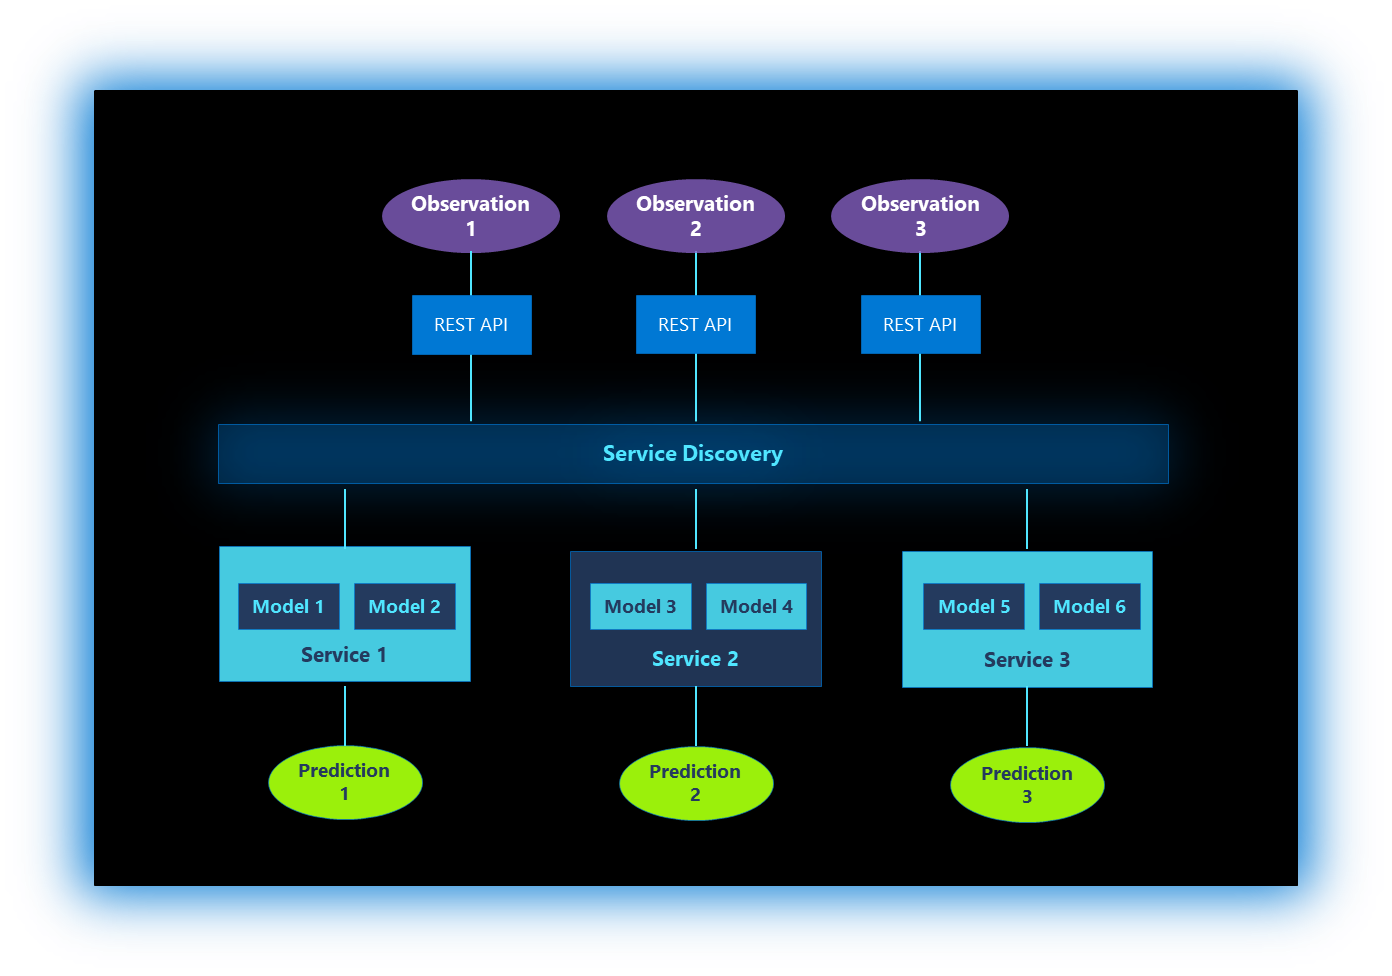 Observation
1
Observation
2
Observation
3
REST API
REST API
REST API
Service Discovery
Model 1
Model 2
Service 1
Model 3
Model 4
Service 2
Model 5
Model 6
Service 3
Prediction
1
Prediction
2
Prediction
3